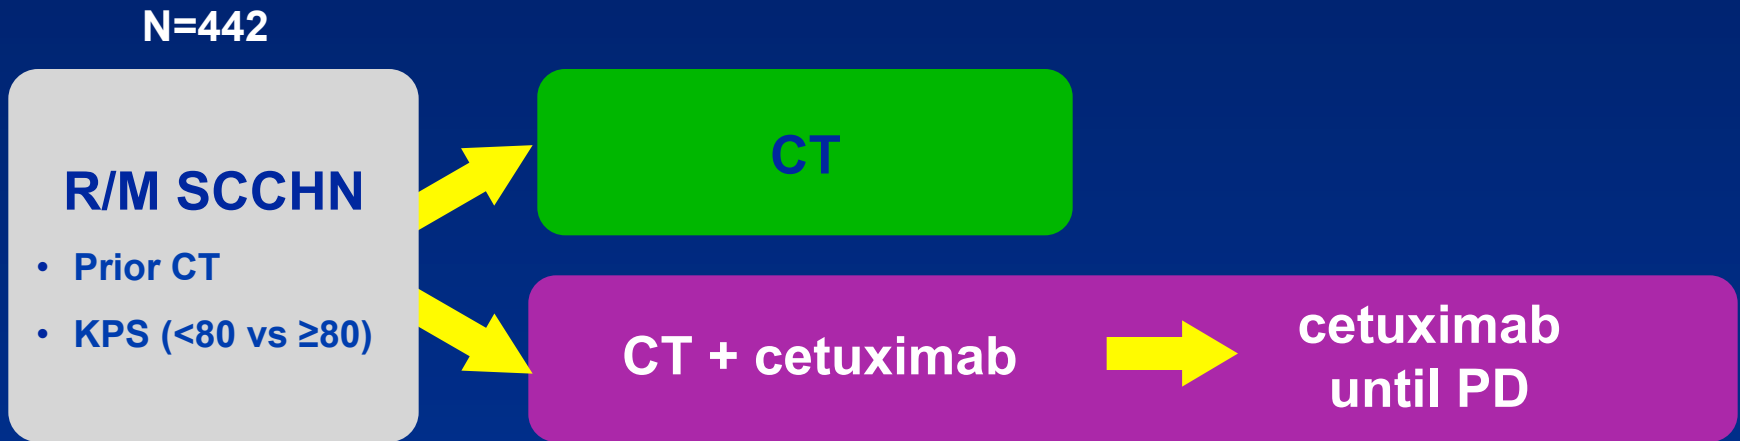 N=442
R/M SCCHN
• Prior CT
• KPS (<80 vs ≥80)
CT
CT + cetuximab
cetuximab
until PD